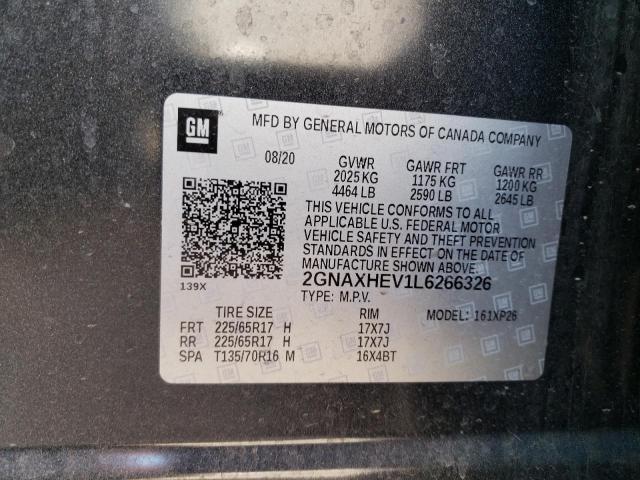 GM
MFD BY GENERAL MOTORS OF CANADA COMPANY
08/20 GVWR GAWR FRT GAWR RR
2025 KG 1175 KG 1200 KG
4464 LB 2590 LB 2645 LB
THIS VEHICLE CONFORMS TO ALL
APPLICABLE U.S. FEDERAL MOTOR
VEHICLE SAFETY AND THEFT PREVENTION
STANDARDS IN EFFECT ON THE DATE OF
MANUFACTURE SHOWN ABOVE.
139X 2GNAXHEV1L6266326
TYPE: M.P.V.
TIRE SIZE RIM MODEL: 161XP26
FRT 225/65R17 H 17X7J
RR 225/65R17 H 17X7J
SPA T135/70R16 M 16X4BT